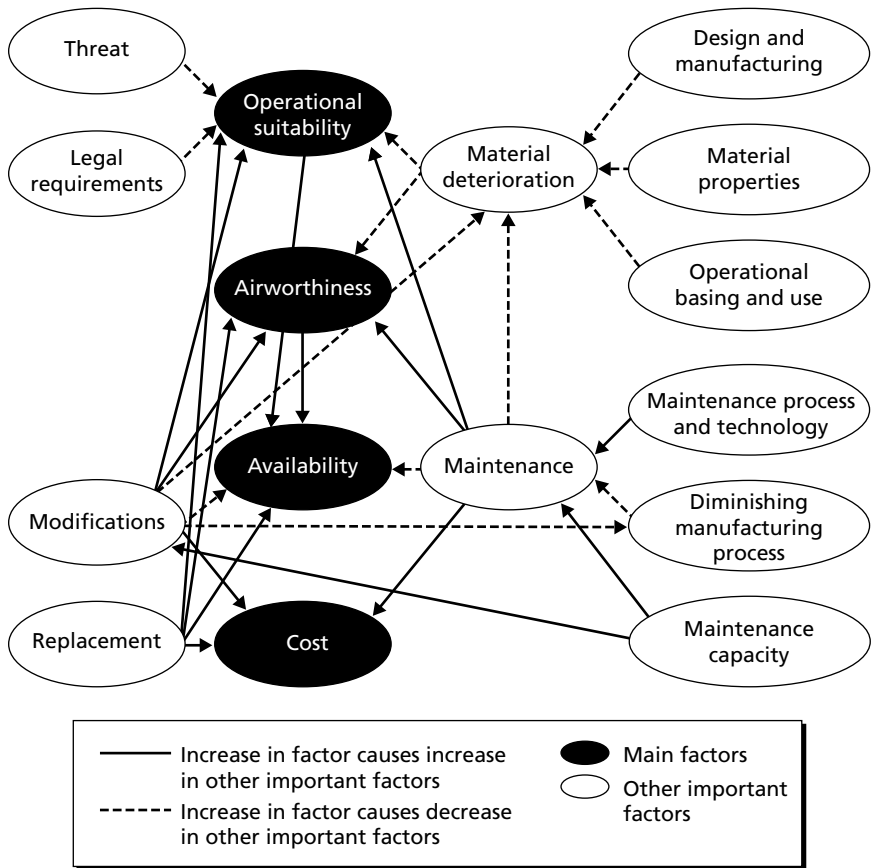 Threat
Operational
suitability
Design and
manufacturing
Legal
requirements
Material
deterioration
Material
properties
Airworthiness
Operational
basing and use
Maintenance process
and technology
Availability
Maintenance
Modifications
Diminishing
manufacturing
process
Replacement
Cost
Maintenance
capacity
Increase in factor causes increase
in other important factors
Increase in factor causes decrease
in other important factors
Main factors
Other important
factors